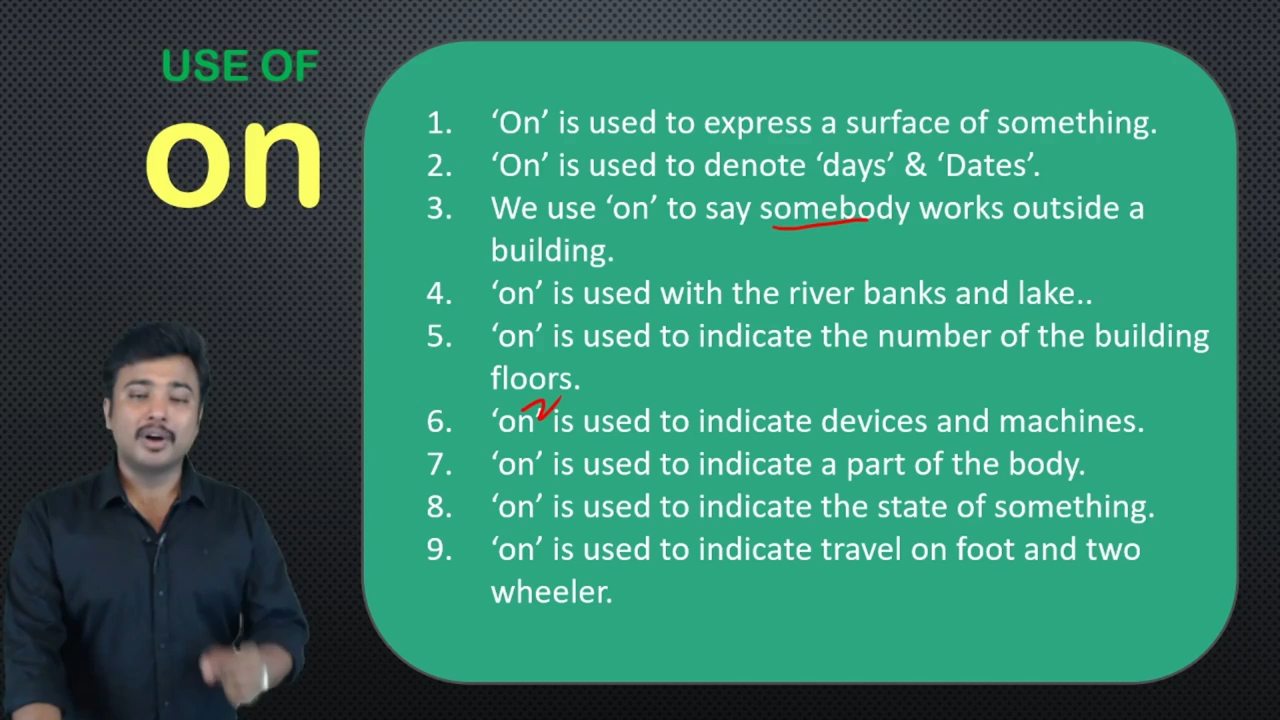 USE OF
on
1. ‘On’ is used to express a surface of something.
2. ‘On’ is used to denote ‘days’ & ‘Dates’.
3. We use ‘on’ to say somebody works outside a
building.
4. ‘on’ is used with the river banks and lake..
5. ‘on’ is used to indicate the number of the building
floors.
6. ‘on’ is used to indicate devices and machines.
7. ‘on’ is used to indicate a part of the body.
8. ‘on’ is used to indicate the state of something.
9. ‘on’ is used to indicate travel on foot and two
wheeler.